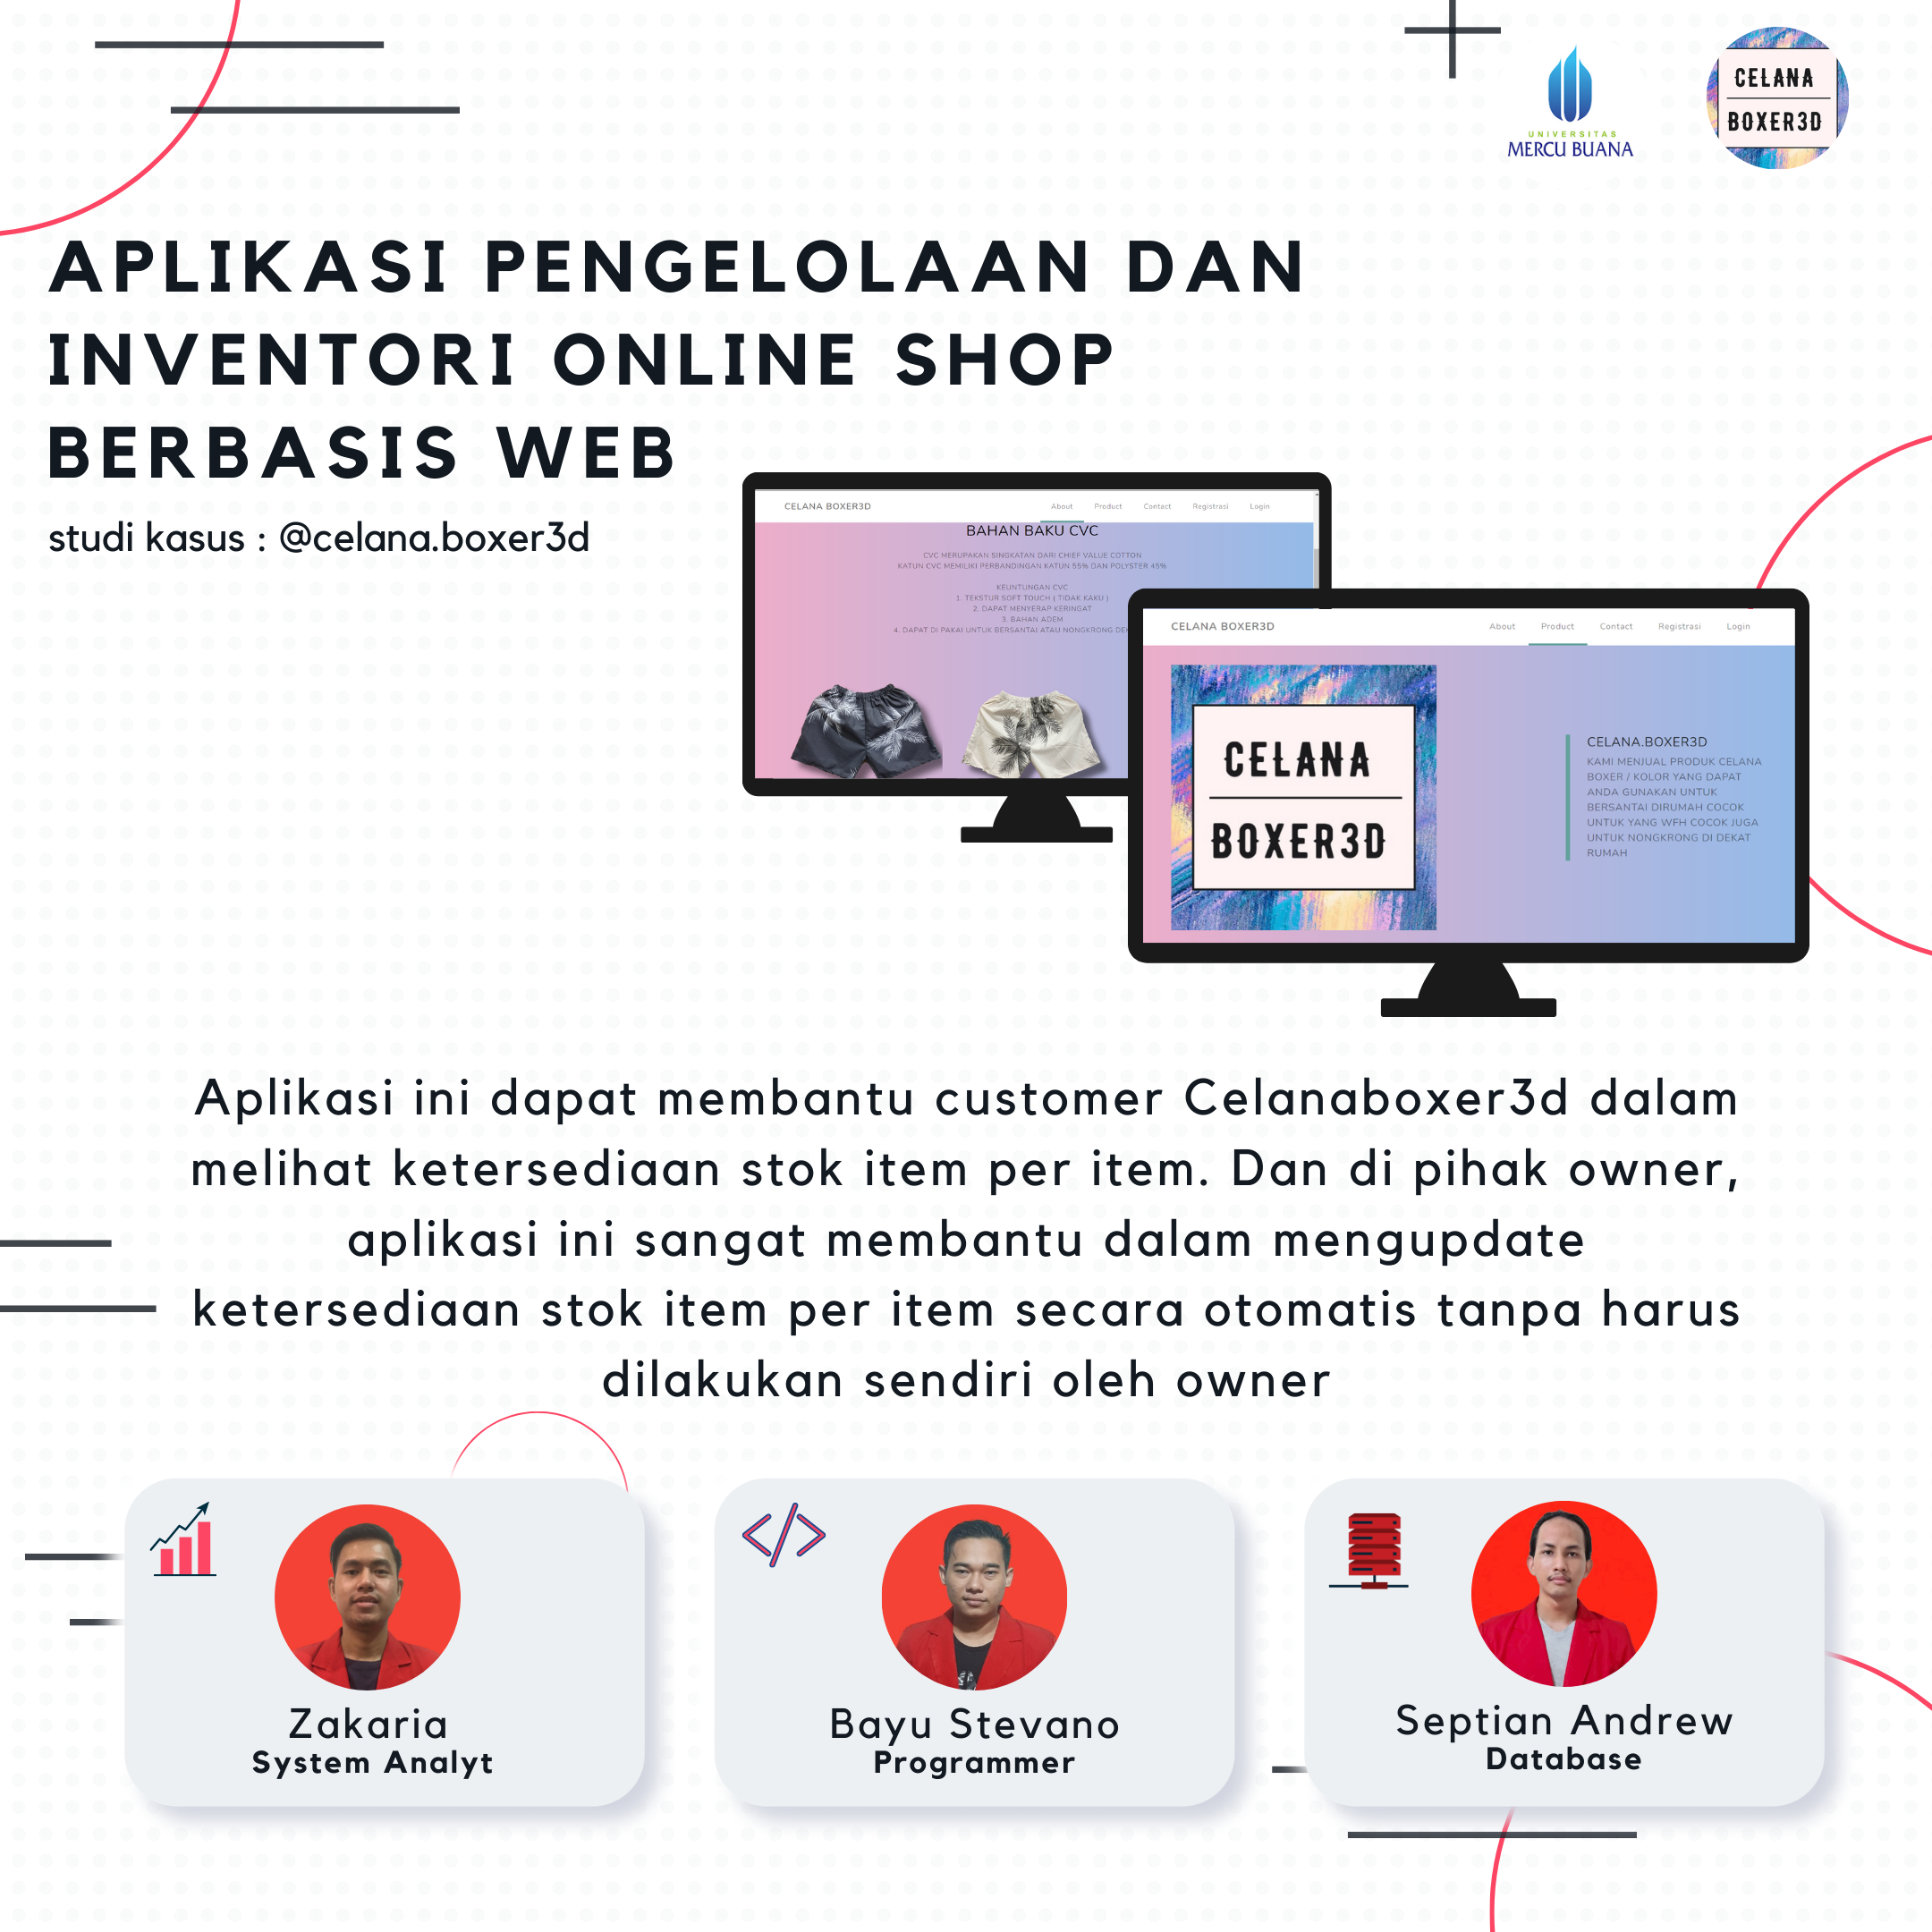 UNIVERSITAS
MERCU BUANA
CELANA
BOXER3D
APLIKASI PENGELOLAAN DAN
INVENTORI ONLINE SHOP
BERBASIS WEB
studi kasus : @celana.boxer3d
CELANA BOXER3D
About Product Contact Registrasi Login
BAHAN BAKU CVC
CVC MERUPAKAN SINGKATAN DARI CHIEF VALUE COTTON
KATUN CVC MEMILIKI PERBANDINGAN KATUN 55% DAN POLYSTER 45%
KEUNTUNGAN CVC
1. TEKSTUR SOFT TOUCH ( TIDAK KAKU )
2. DAPAT MENYERAP KERINGAT
3. BAHAN ADEM
4. DAPAT DI PAKAI UNTUK BERSANTAI ATAU NONGKRONG
CELANA BOXER3D
About Product Contact Registrasi Login
CELANA
BOXER3D
CELANA.BOXER3D
KAMI MENJUAL PRODUK CELANA
BOXER / KOLOR YANG DAPAT
ANDA GUNAKAN UNTUK
BERSANTAI DIRUMAH COCOK
UNTUK YANG WFH COCOK JUGA
UNTUK NONGKRONG DI DEKAT
RUMAH
Aplikasi ini dapat membantu customer Celanaboxer3d dalam
melihat ketersediaan stok item per item. Dan di pihak owner,
aplikasi ini sangat membantu dalam mengupdate
ketersediaan stok item per item secara otomatis tanpa harus
dilakukan sendiri oleh owner
Zakaria
System Analyt
Bayu Stevano
Programmer
Septian Andrew
Database